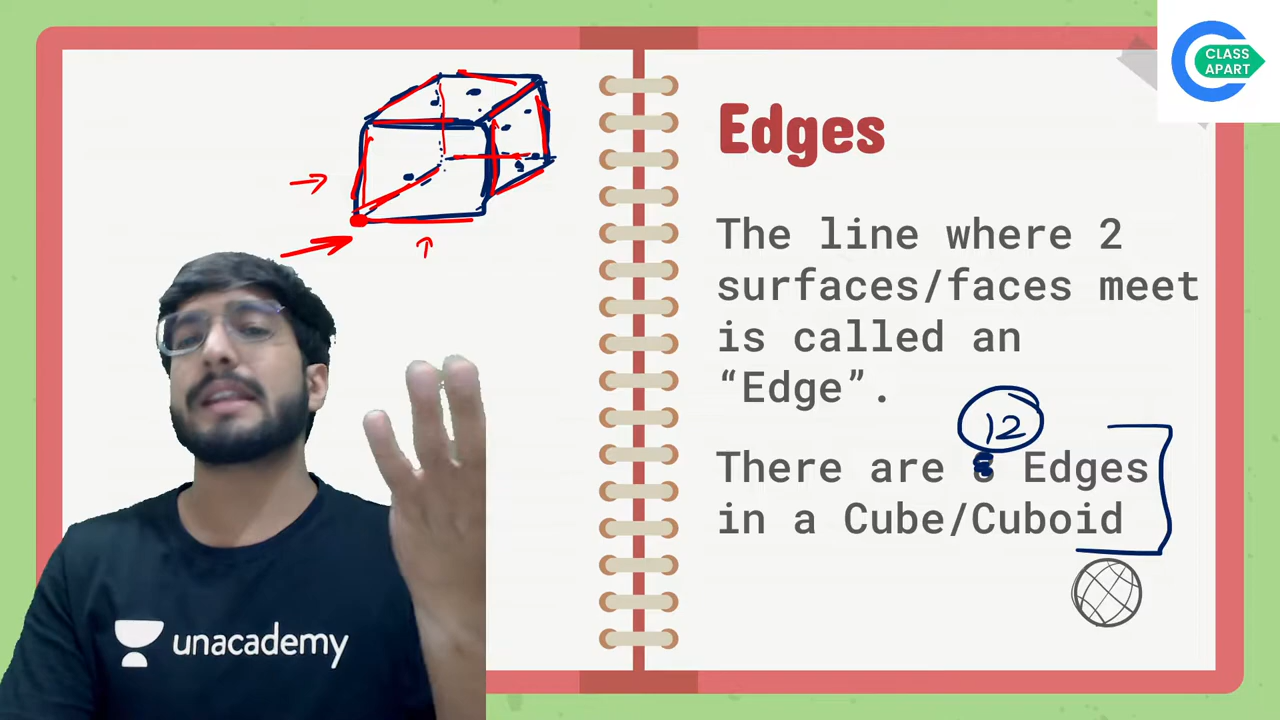 CLASS
APART
Edges
The line where 2
surfaces/faces meet
is called an
“Edge”.
12
There are Edges
in a Cube/Cuboid
unacademy